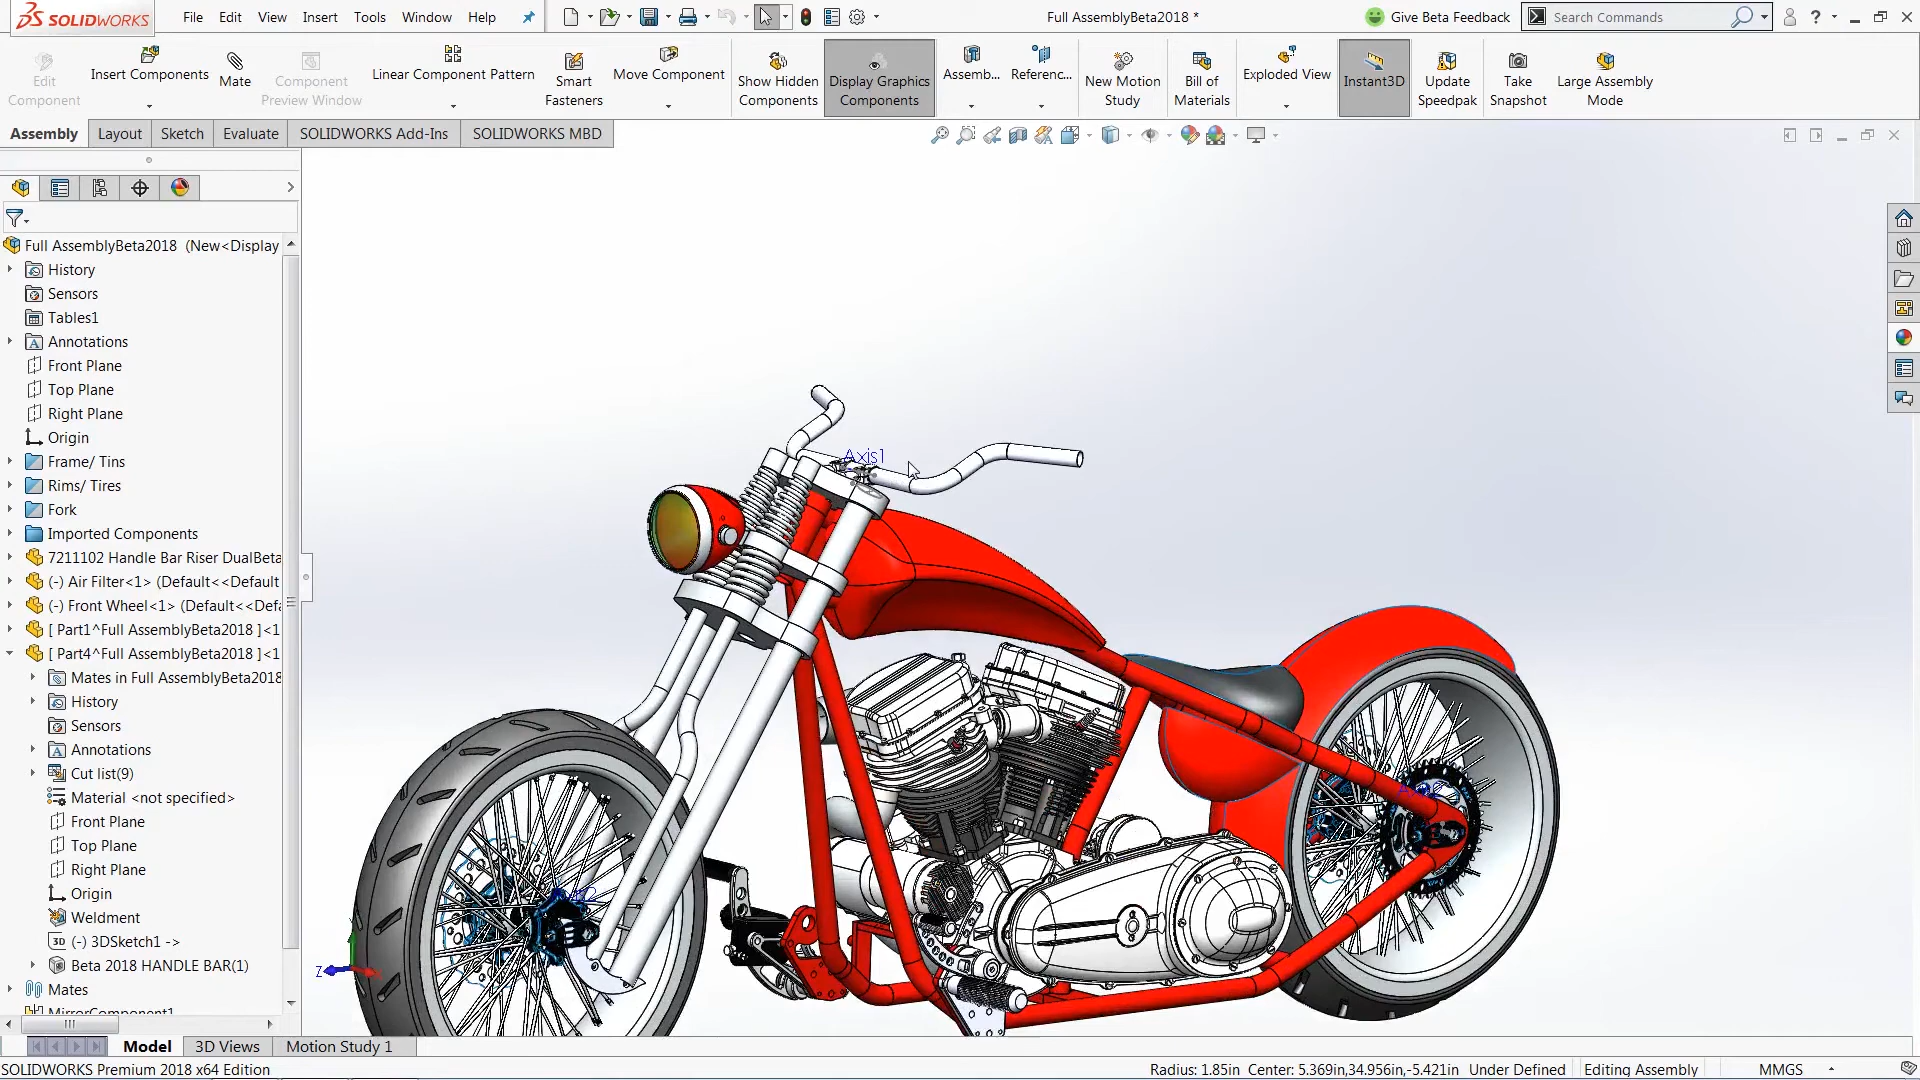 SOLIDWORKS
File Edit View Insert Tools Window Help
Full AssemblyBeta2018 *
Give Beta Feedback
Search Commands
?
Edit Component
Insert Components
Mate
Component Preview Window
Linear Component Pattern
Smart Fasteners
Move Component
Show Hidden Components
Display Graphics Components
Assemb...
Referenc...
New Motion Study
Bill of Materials
Exploded View
Instant3D
Update Speedpak
Take Snapshot
Large Assembly Mode
Assembly Layout Sketch Evaluate SOLIDWORKS Add-Ins SOLIDWORKS MBD
Full AssemblyBeta2018 (New<Display
History
Sensors
Tables1
Annotations
Front Plane
Top Plane
Right Plane
Origin
Frame/ Tins
Rims/ Tires
Fork
Imported Components
7211102 Handle Bar Riser DualBeta
(-) Air Filter<1> (Default<<Default
(-) Front Wheel<1> (Default<<Defa
[ Part1^Full AssemblyBeta2018 ]<1
[ Part4^Full AssemblyBeta2018 ]<1
Mates in Full AssemblyBeta2018
History
Sensors
Annotations
Cut list(9)
Material <not specified>
Front Plane
Top Plane
Right Plane
Origin
Weldment
3D (-) 3DSketch1 ->
Beta 2018 HANDLE BAR(1)
Mates
MirrorComponent1
Axis1
Z
Model 3D Views Motion Study 1
SOLIDWORKS Premium 2018 x64 Edition
Radius: 1.85in Center: 5.369in,34.956in,-5.421in Under Defined Editing Assembly MMGS